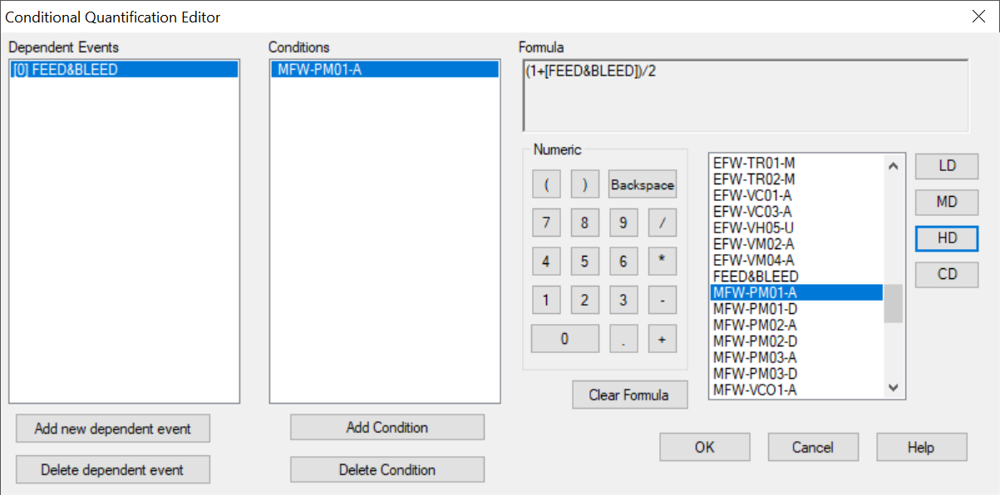 Conditional Quantification Editor
Dependent Events
[0] FEED&BLEED
Add new dependent event
Delete dependent event
Conditions
MFW-PM01-A
Add Condition
Delete Condition
Formula
(1+[FEED&BLEED])/2
Numeric
( ) Backspace
7 8 9 /
4 5 6 *
1 2 3 -
0 . +
Clear Formula
EFW-TR01-M
EFW-TR02-M
EFW-VC01-A
EFW-VC03-A
EFW-VH05-U
EFW-VM02-A
EFW-VM04-A
FEED&BLEED
MFW-PM01-A
MFW-PM01-D
MFW-PM02-A
MFW-PM02-D
MFW-PM03-A
MFW-PM03-D
MFW-VCO1-A
LD
MD
HD
CD
OK Cancel Help